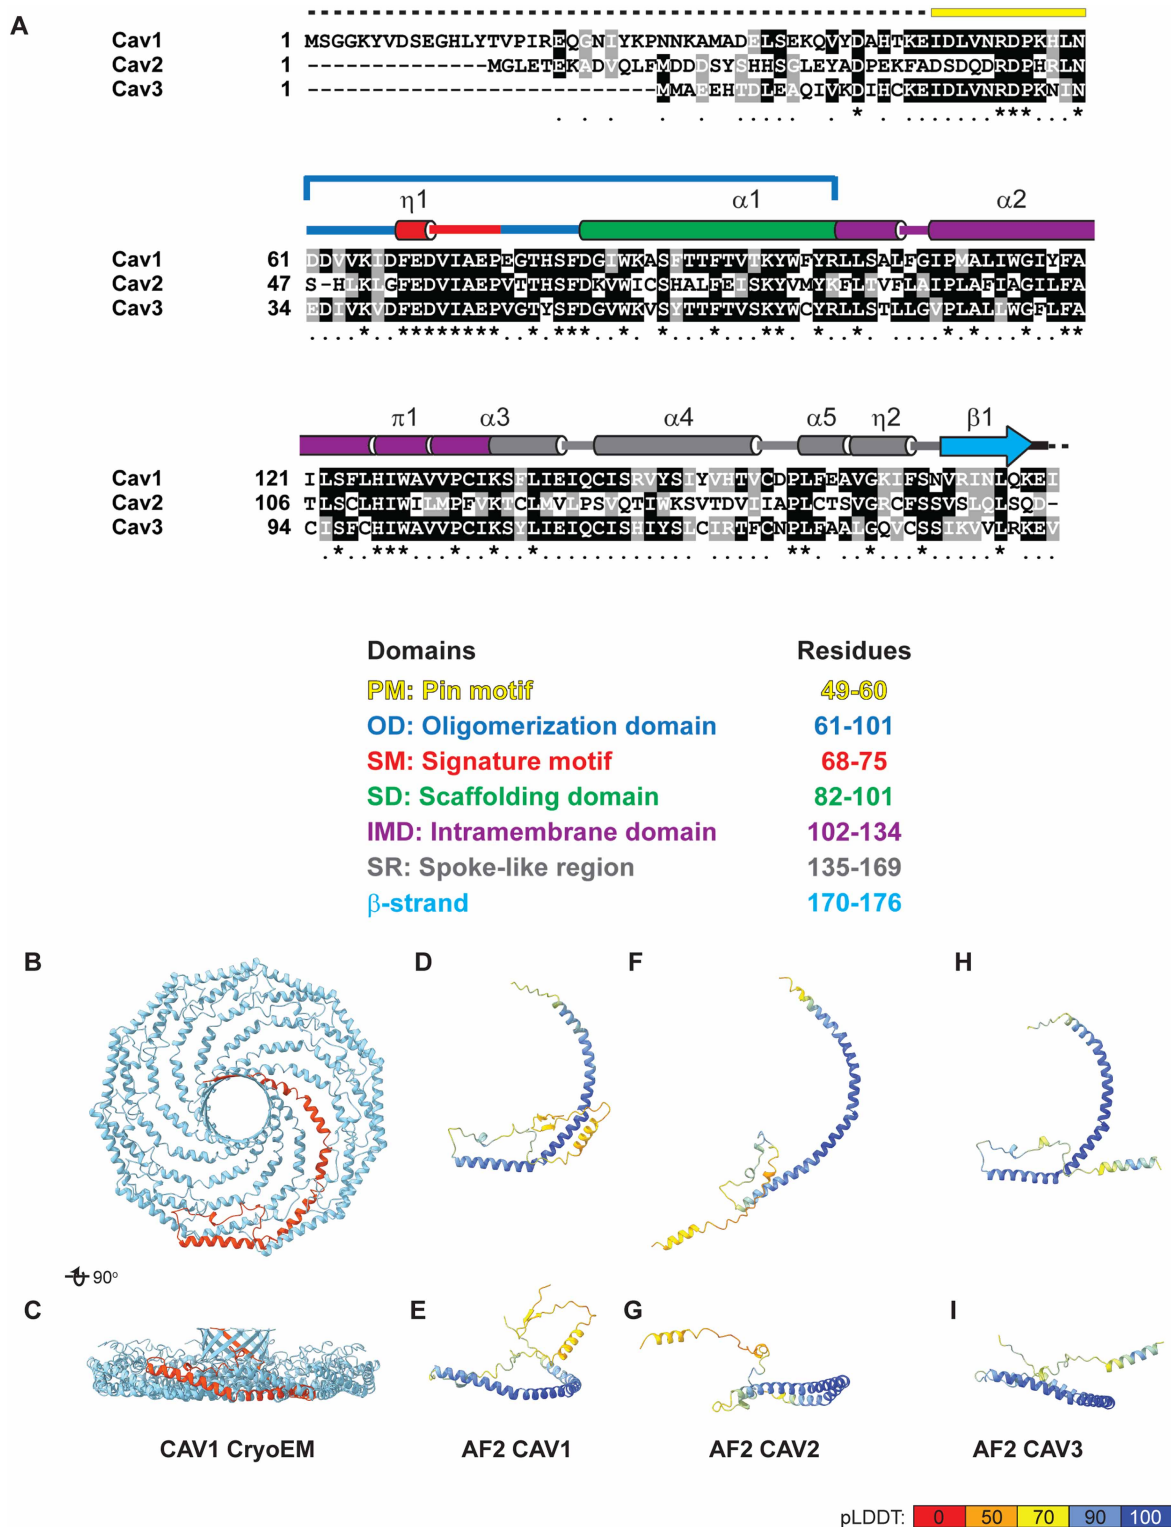 A
Cav1 1 MSGGKYVDSEGHLYTVPIREQGNIYKPNNKAMADELSEKQVYDAHTKEIDLVNRDPKHLN
Cav2 1 --------------MGLETEKADVQLFMDDDSYSHHSGLEYADPEKFADSDQDRDPHRLN
Cav3 1 ---------------------------MMAEEHTDLEAQIVKDIHCKEIDLVNRDPKNIN
η1 α1 α2
Cav1 61 DDVVKIDFEDVIAEPEGTHSFDGIWKASFTTFTVTKYWFYRLLSALFGIPMALIWGIYFA
Cav2 47 S-HLKLGFEDVIAEPVTTHSFDKVWICSHALFEISKYVMYKFLTVFLAIPLAFIAGILFA
Cav3 34 EDIVKVDFEDVIAEPVGTYSFDGVWKVSYTTFTVSKYWCYRLLSTLLGVPLALLWGFLFA
π1 α3 α4 α5 η2 β1
Cav1 121 ILSFLHIWAVVPCIKSFLIEIQCISRVYSIYVHTVCDPLFEAVGKIFSNVRINLQKEI
Cav2 106 TLSCLHIWILMPFVKTCLMVLPSVQTIWKSVTDVIIAPLCTSVGRCFSSVSLQLSQD-
Cav3 94 CISFCHIWAVVPCIKSYLIEIQCISHIYSLCIRTFCNPLFAALGQVCSSIKVVLRKEV
Domains Residues
PM: Pin motif 49-60
OD: Oligomerization domain 61-101
SM: Signature motif 68-75
SD: Scaffolding domain 82-101
IMD: Intramembrane domain 102-134
SR: Spoke-like region 135-169
β-strand 170-176
B D F H
90°
C E G I
CAV1 CryoEM AF2 CAV1 AF2 CAV2 AF2 CAV3
pLDDT: 0 50 70 90 100